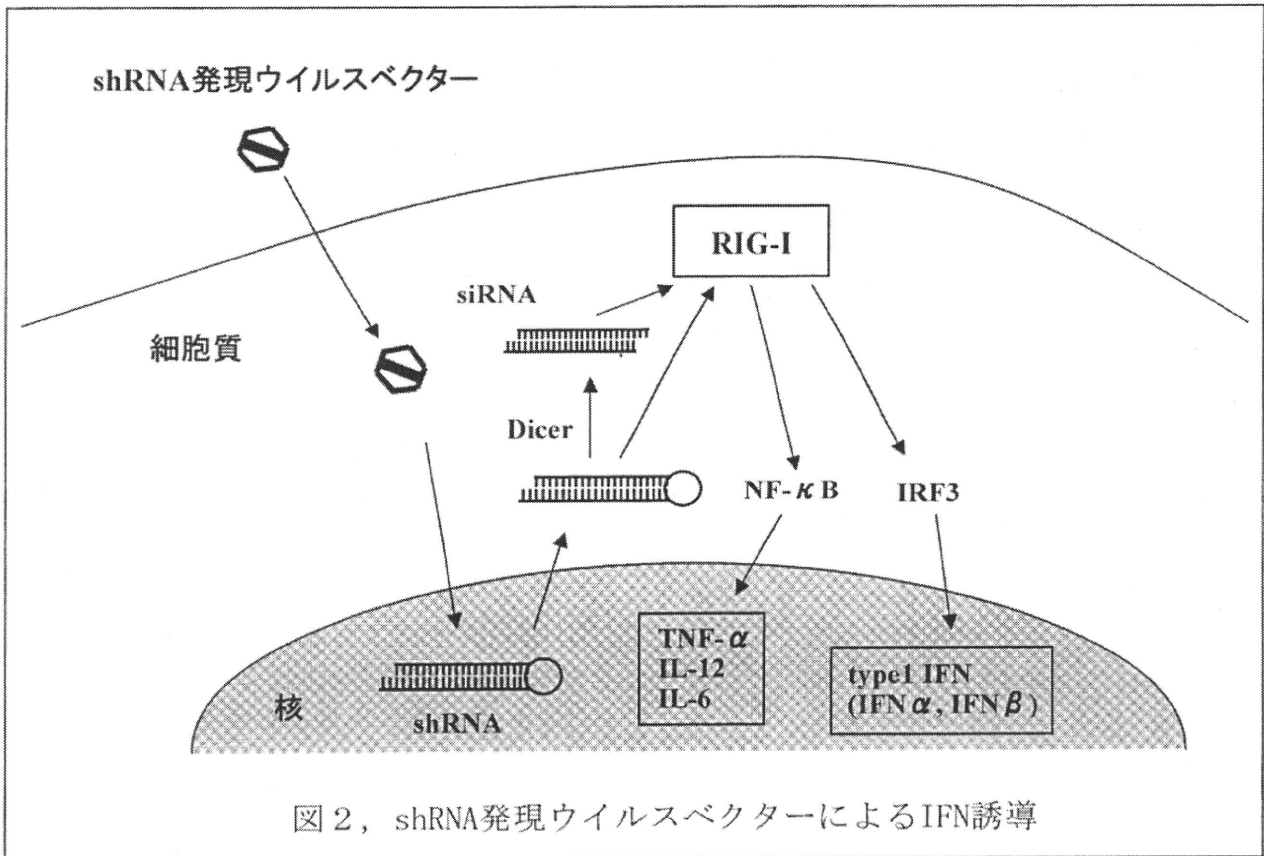 shRNA発現ウイルスベクター
RIG-I
siRNA
細胞質
Dicer
NF-κB
IRF3
TNF-α
IL-12
IL-6
type1 IFN
(IFNα, IFNβ)
核
shRNA
図2，shRNA発現ウイルスベクターによるIFN誘導